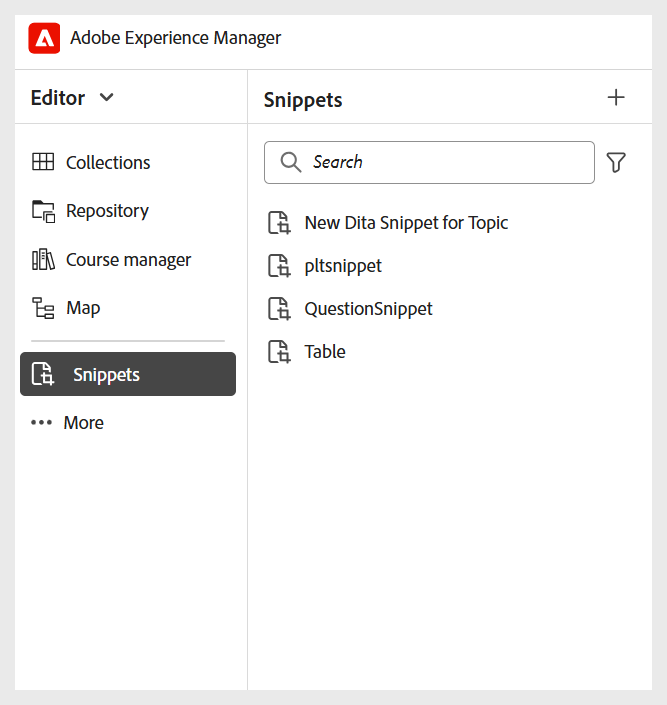 Adobe Experience Manager
Editor
Collections
Repository
Course manager
Map
Snippets
More
Snippets
Search
New Dita Snippet for Topic
pltsnippet
QuestionSnippet
Table